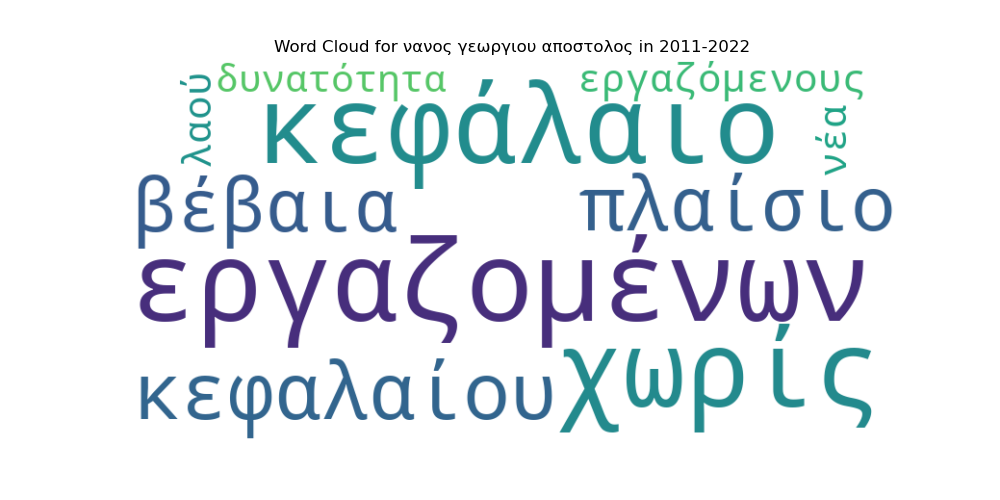 Word Cloud for νανος γεωργιου αποστολος in 2011-2022
λαού
δυνατότητα
εργαζόμενους
κεφάλαιο
νέα
βέβαια
πλαίσιο
εργαζομένων
κεφαλαίου
χωρίς